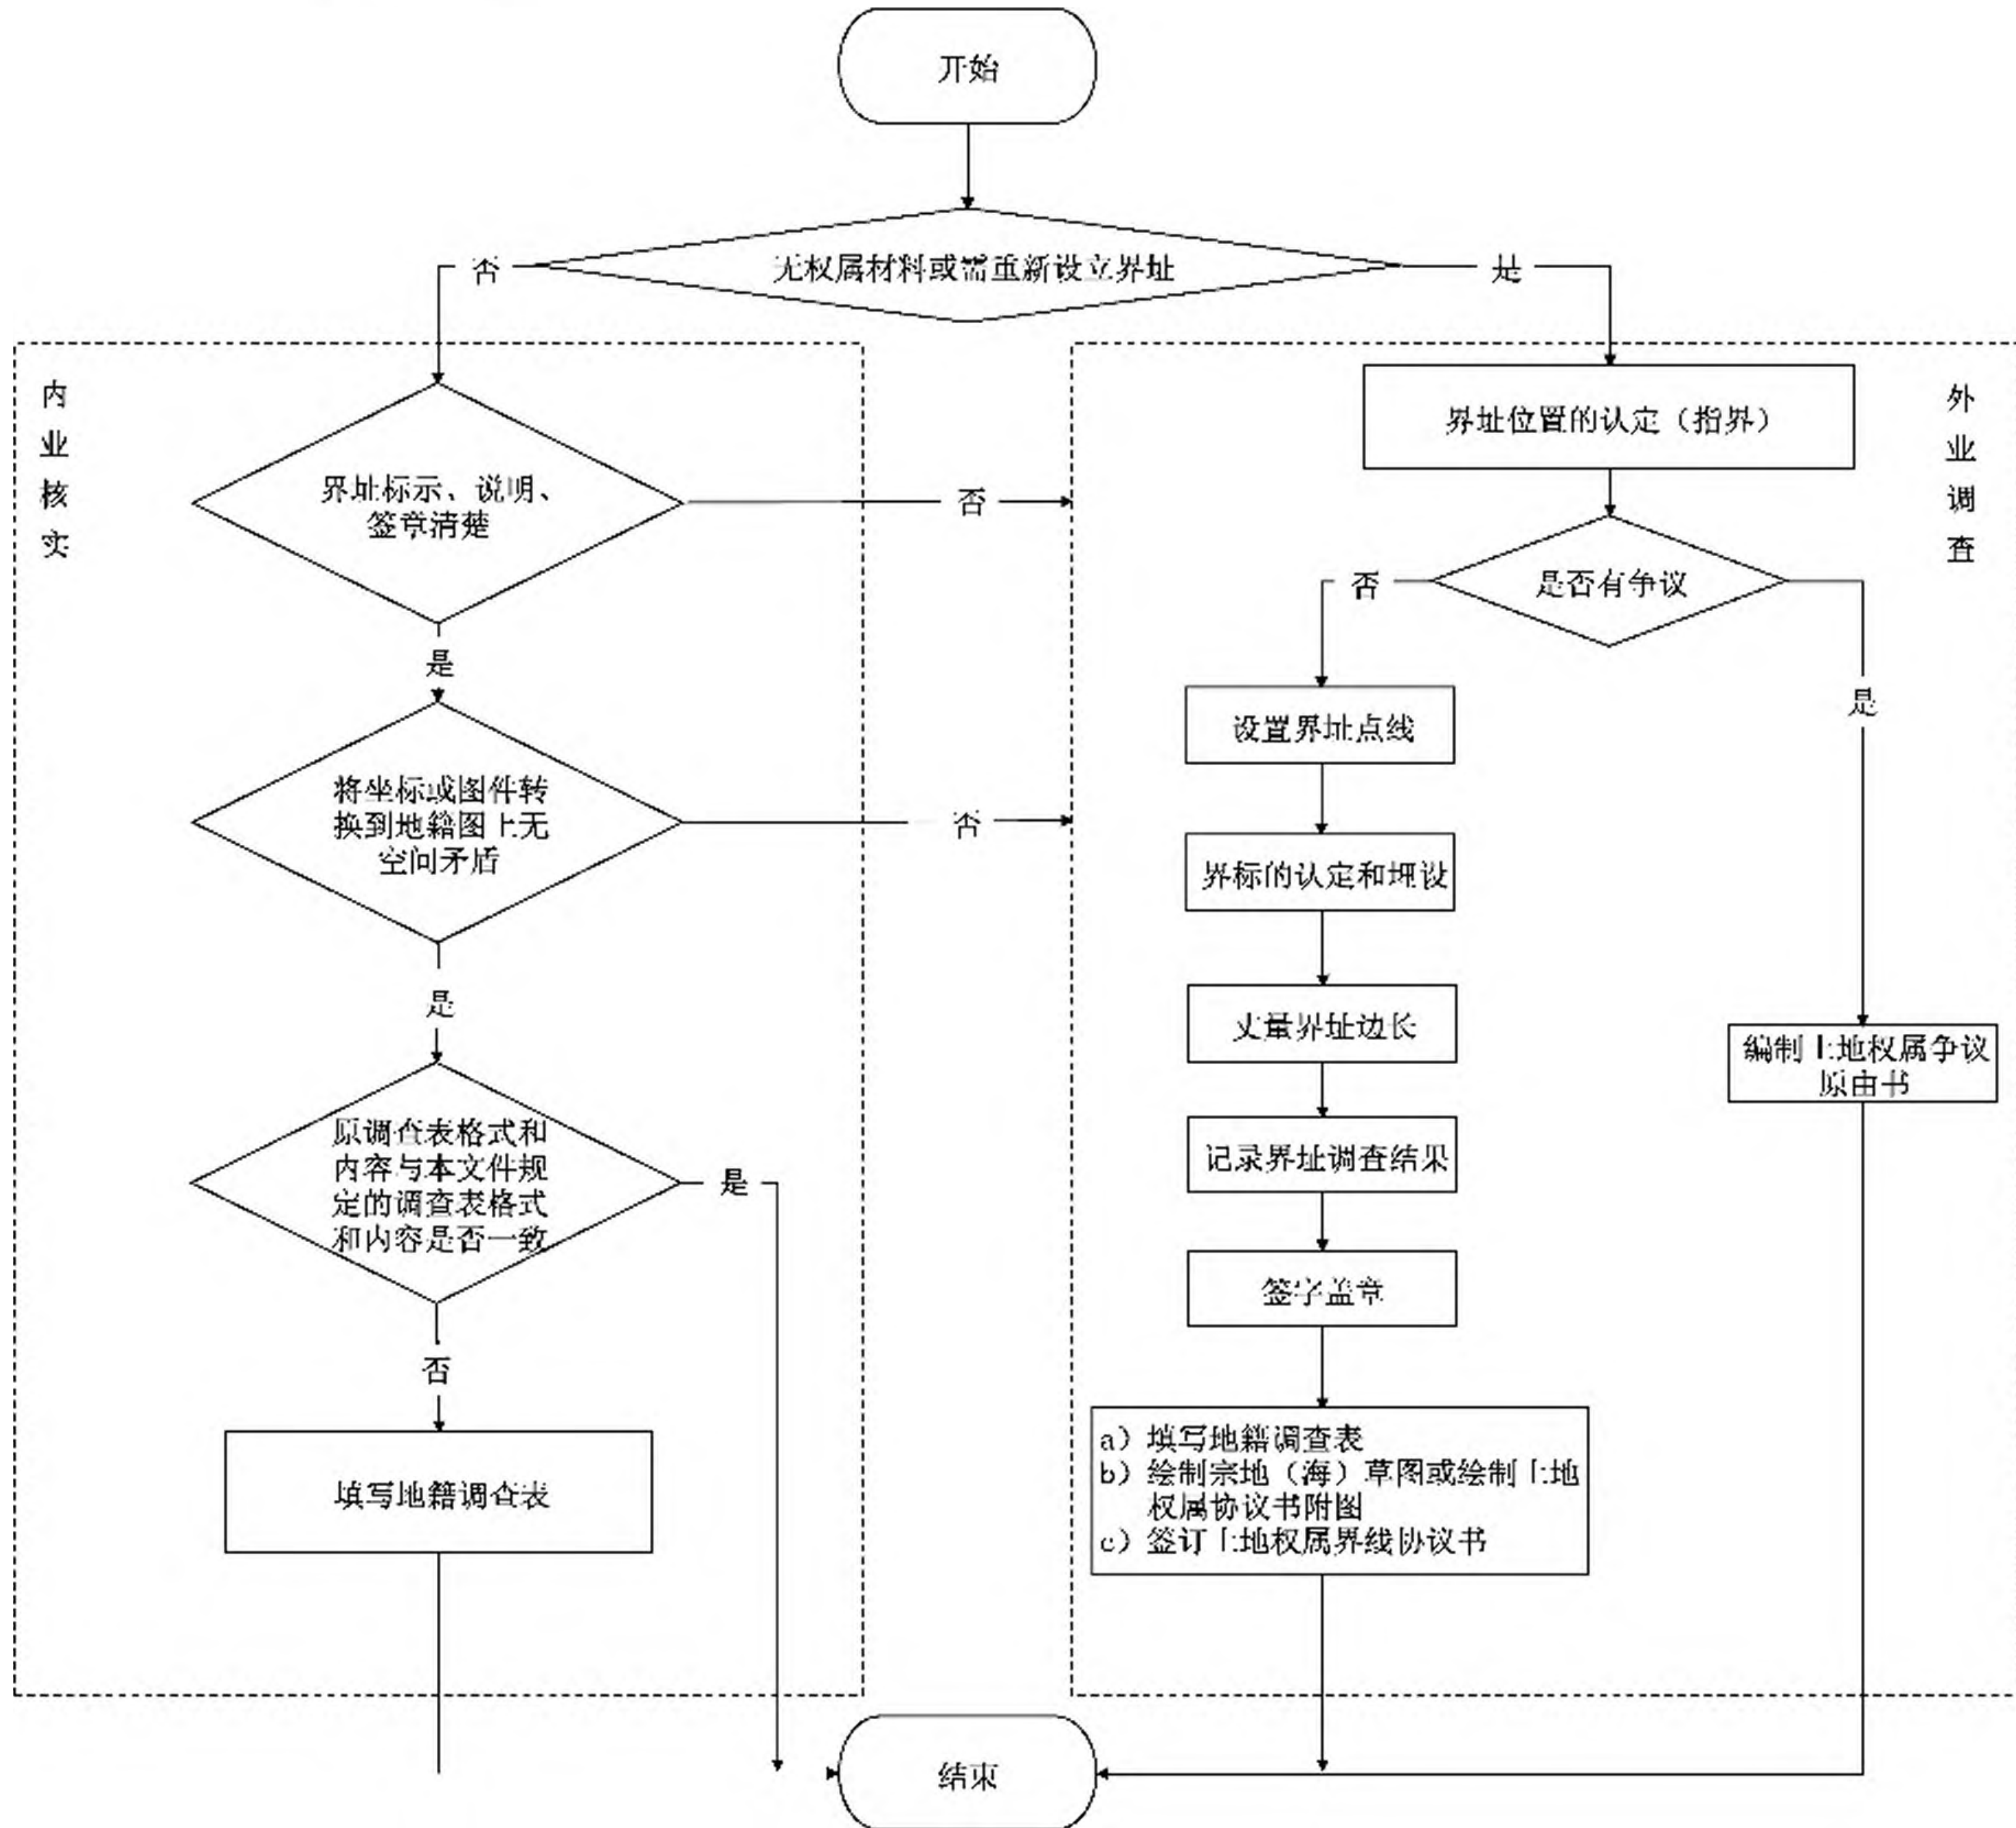 开始
无权属材料或需重新设立界址
否
是
内
业
核
实
界址标示、说明、
签章清楚
否
是
将坐标或图件转
换到地籍图上无
空间矛盾
否
是
原调查表格式和
内容与本文件规
定的调查表格式
和内容是否一致
是
否
填写地籍调查表
外
业
调
查
界址位置的认定（指界）
是否有争议
否
是
设置界址点线
界标的认定和埋设
丈量界址边长
记录界址调查结果
签字盖章
a）填写地籍调查表
b）绘制宗地（海）草图或绘制土地
权属协议书附图
c）签订土地权属界线协议书
编制土地权属争议
原由书
结束